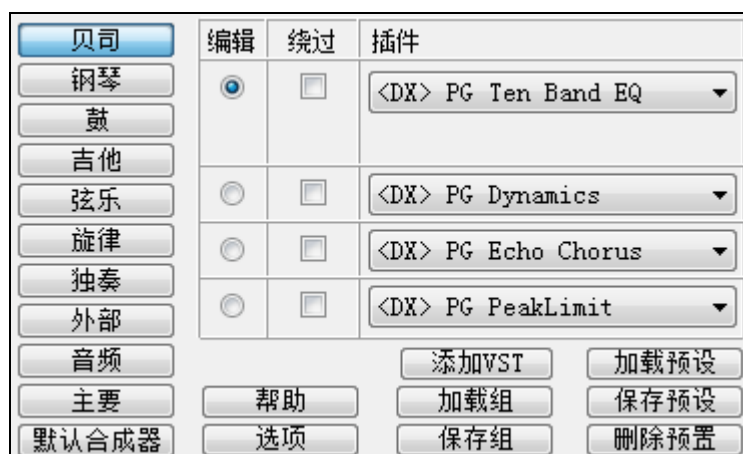 贝司 编辑 绕过 插件
钢琴 <DX> PG Ten Band EQ
鼓
吉他
弦乐 <DX> PG Dynamics
旋律 <DX> PG Echo Chorus
独奏
外部 <DX> PG PeakLimit
音频 添加VST 加载预设
主要 帮助 加载组 保存预设
默认合成器 选项 保存组 删除预置